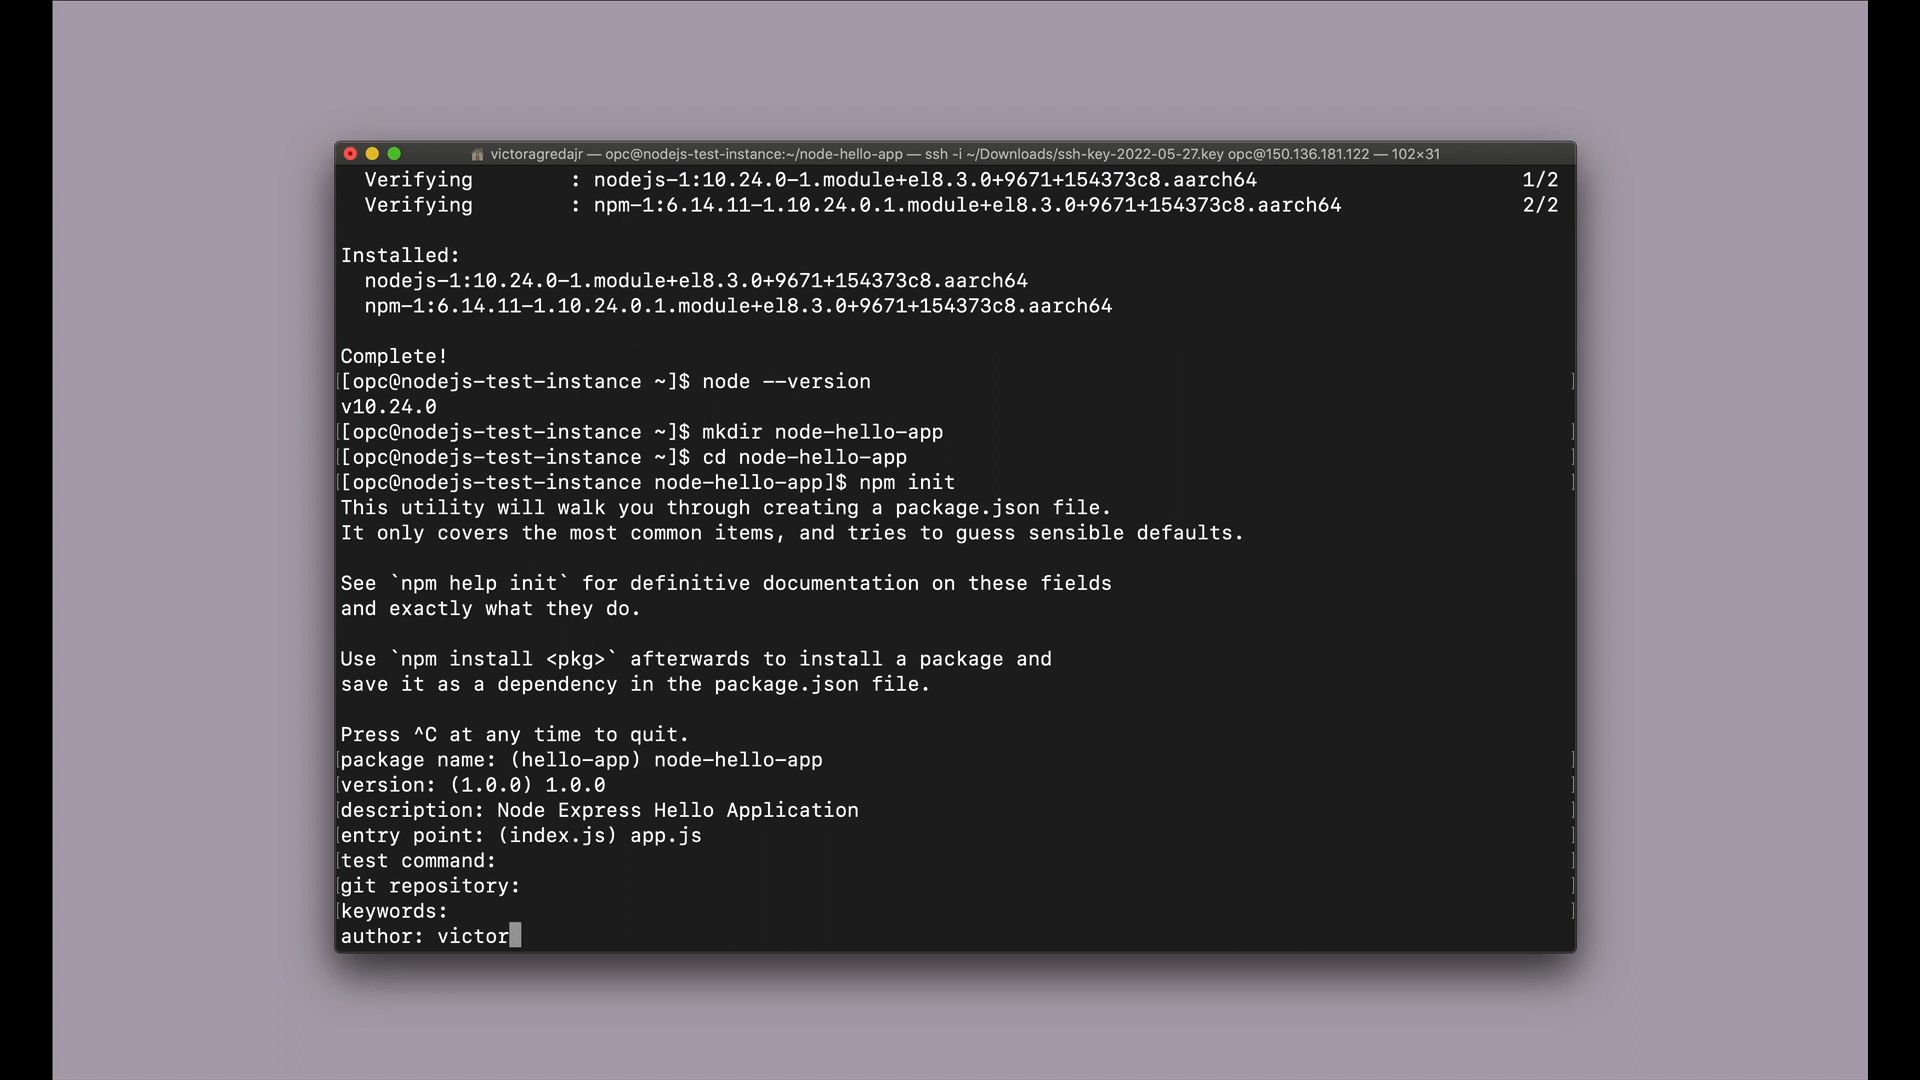 victoragredajr — opc@nodejs-test-instance:~/node-hello-app — ssh -i ~/Downloads/ssh-key-2022-05-27.key opc@150.136.181.122 — 102×31
Verifying : nodejs-1:10.24.0-1.module+el8.3.0+9671+154373c8.aarch64 1/2
Verifying : npm-1:6.14.11-1.10.24.0.1.module+el8.3.0+9671+154373c8.aarch64 2/2
Installed:
nodejs-1:10.24.0-1.module+el8.3.0+9671+154373c8.aarch64
npm-1:6.14.11-1.10.24.0.1.module+el8.3.0+9671+154373c8.aarch64
Complete!
[opc@nodejs-test-instance ~]$ node --version
v10.24.0
[opc@nodejs-test-instance ~]$ mkdir node-hello-app
[opc@nodejs-test-instance ~]$ cd node-hello-app
[opc@nodejs-test-instance node-hello-app]$ npm init
This utility will walk you through creating a package.json file.
It only covers the most common items, and tries to guess sensible defaults.
See `npm help init` for definitive documentation on these fields
and exactly what they do.
Use `npm install <pkg>` afterwards to install a package and
save it as a dependency in the package.json file.
Press ^C at any time to quit.
package name: (hello-app) node-hello-app
version: (1.0.0) 1.0.0
description: Node Express Hello Application
entry point: (index.js) app.js
test command:
git repository:
keywords:
author: victor